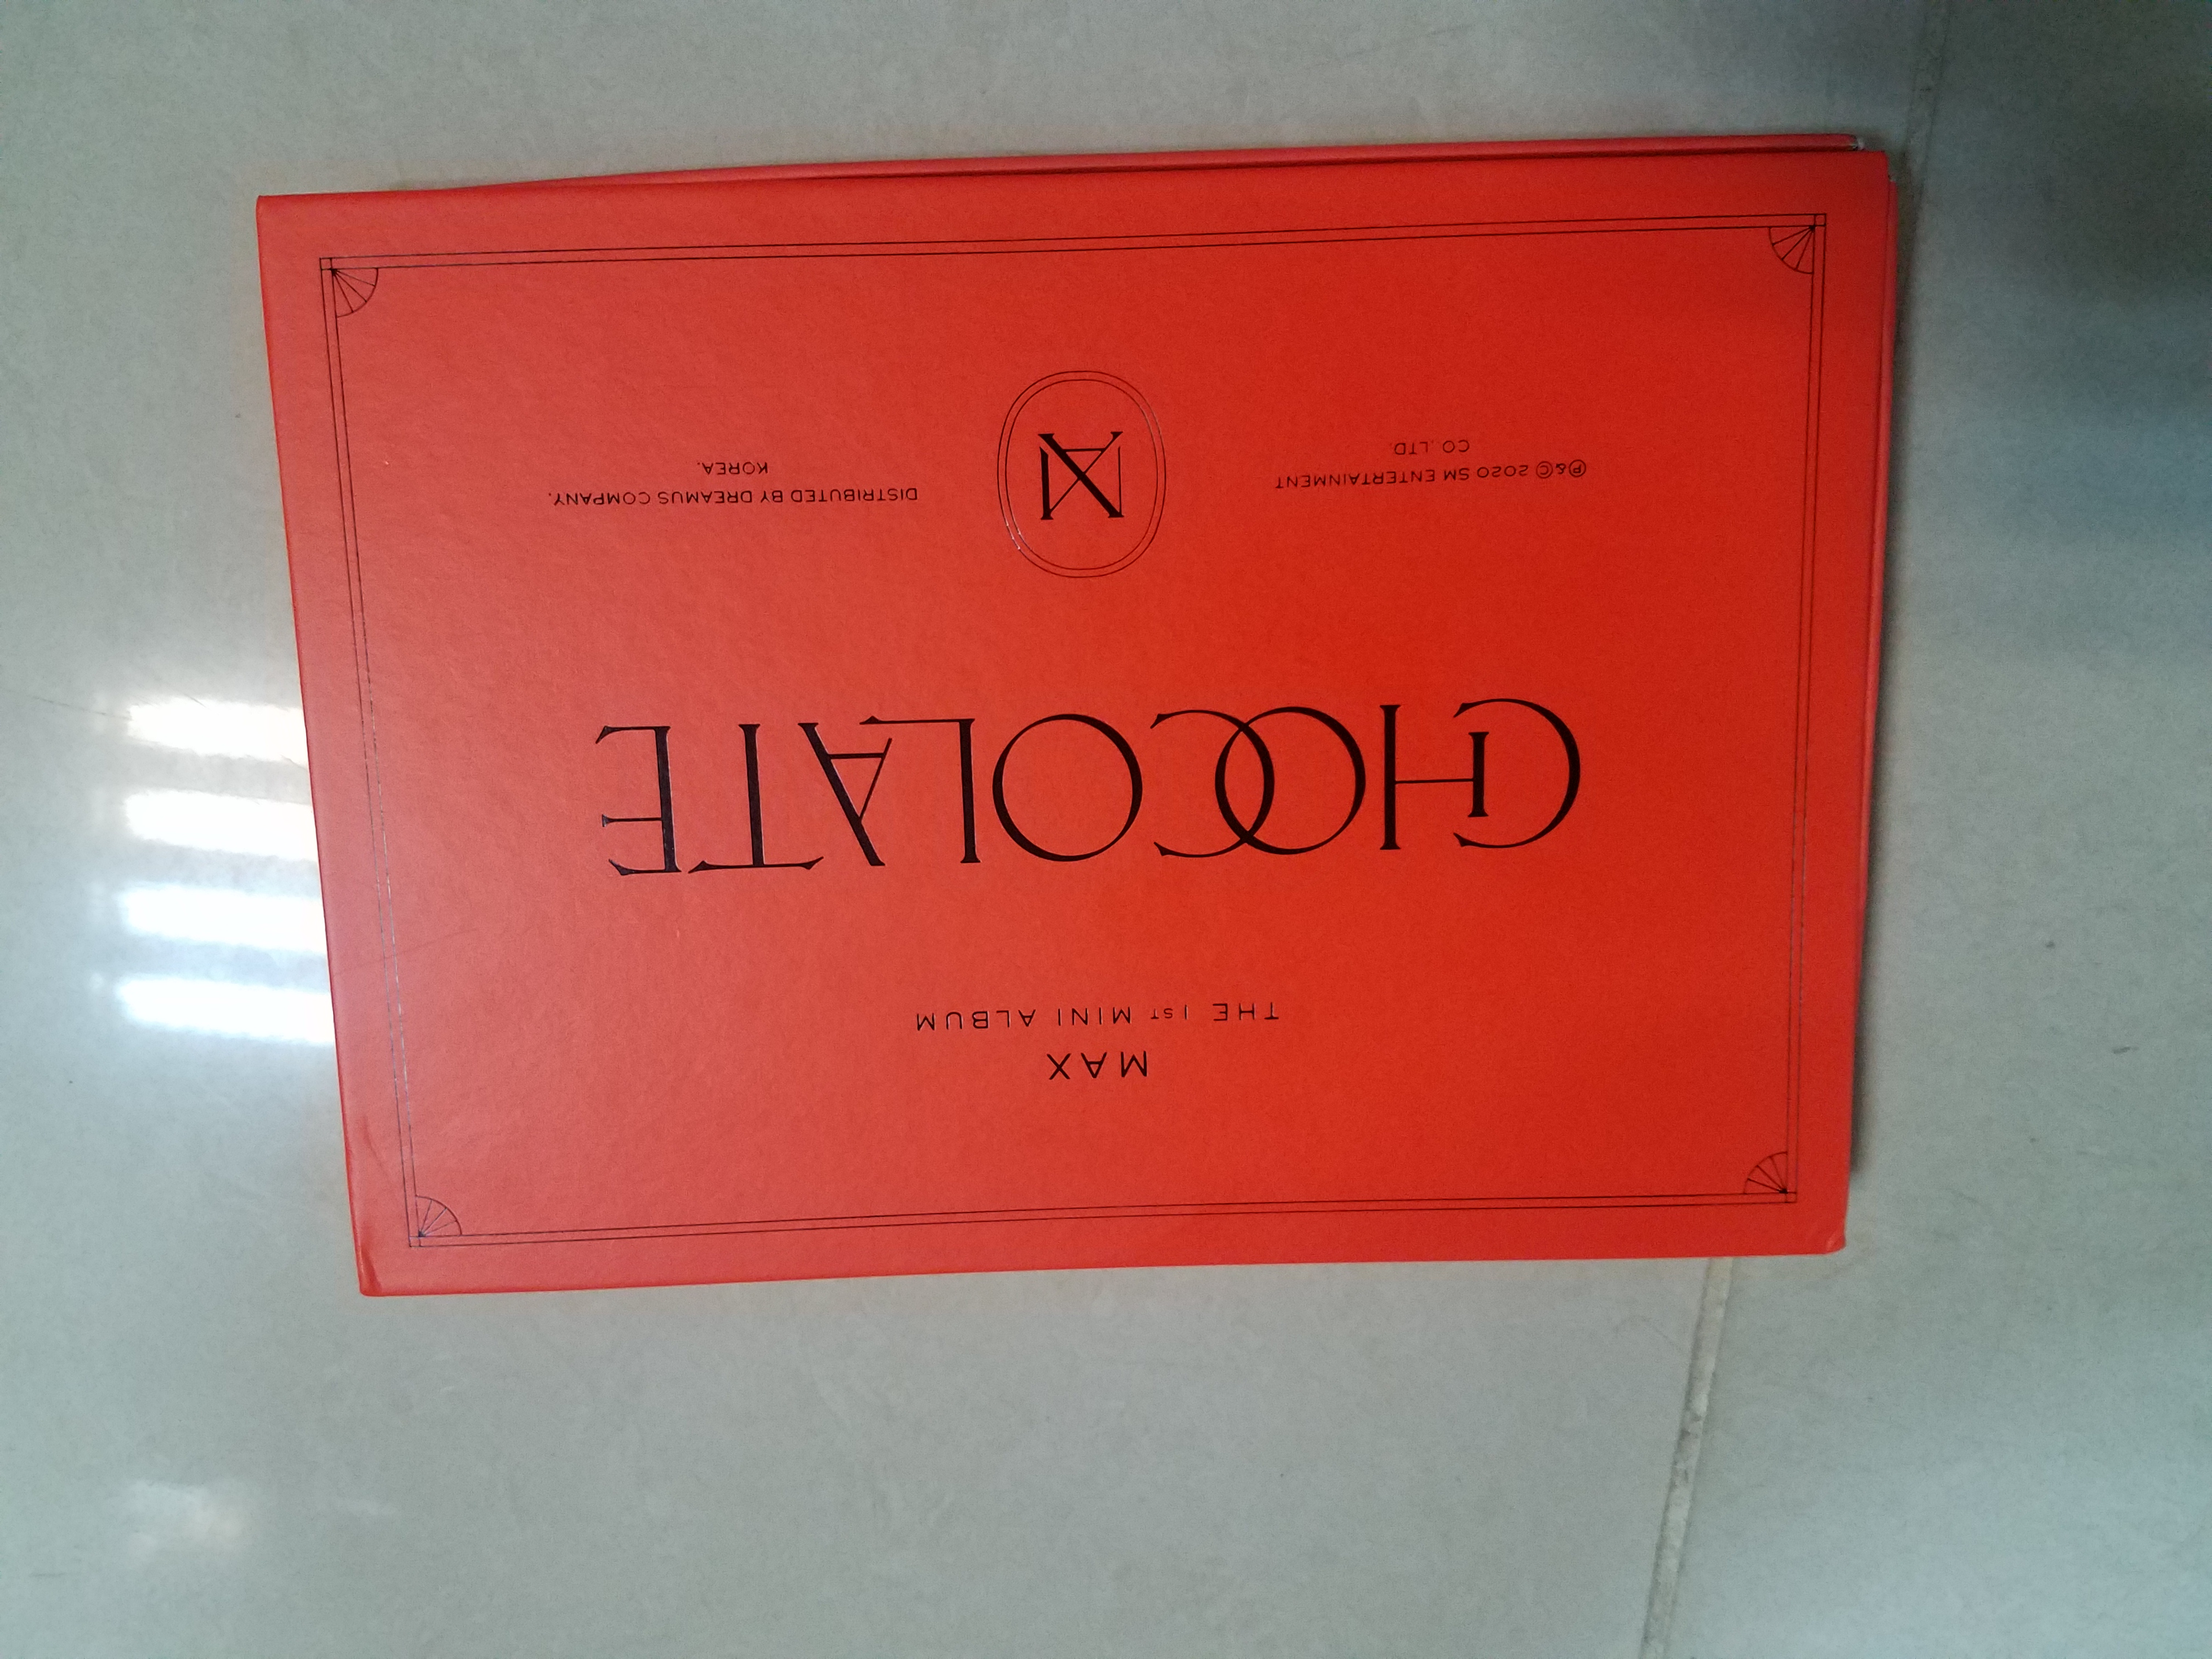 MAX
THE 1ST MINI ALBUM
CHOCOLATE
℗&© 2020 SM ENTERTAINMENT
CO., LTD.
DISTRIBUTED BY DREAMUS COMPANY.
KOREA.